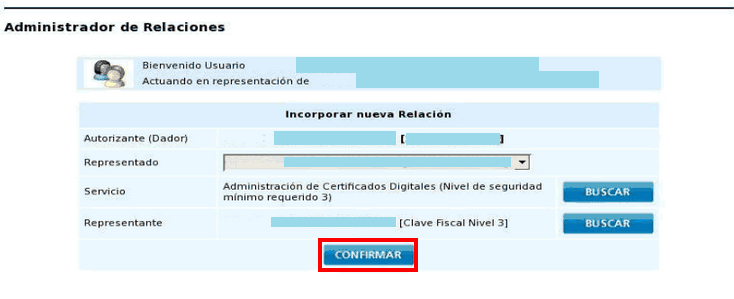 Administrador de Relaciones
Bienvenido Usuario
Actuando en representación de
Incorporar nueva Relación
Autorizante (Dador) [ ]
Representado
Servicio Administración de Certificados Digitales (Nivel de seguridad
mínimo requerido 3) BUSCAR
Representante [Clave Fiscal Nivel 3] BUSCAR
CONFIRMAR